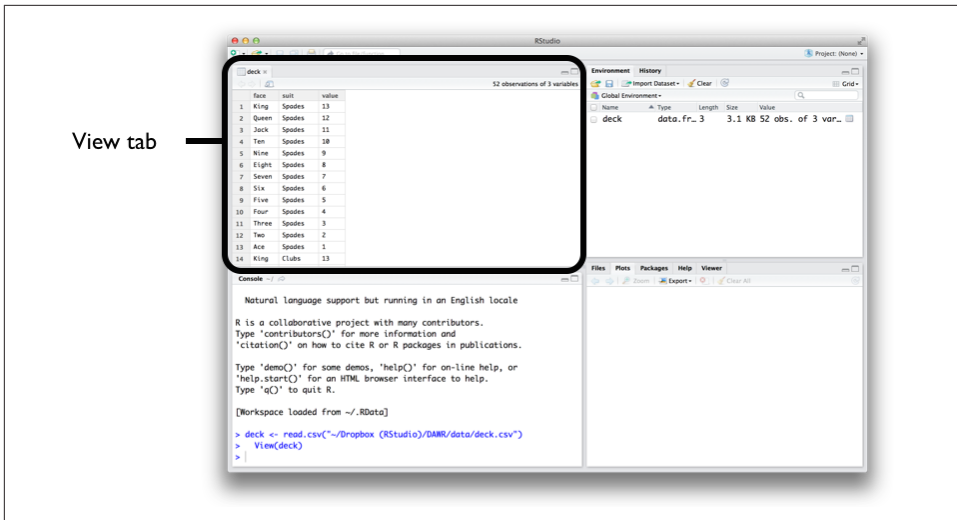 RStudio
Project: (None)
View tab
deck
52 observations of 3 variables
face suit value
1 King Spades 13
2 Queen Spades 12
3 Jack Spades 11
4 Ten Spades 10
5 Nine Spades 9
6 Eight Spades 8
7 Seven Spades 7
8 Six Spades 6
9 Five Spades 5
10 Four Spades 4
11 Three Spades 3
12 Two Spades 2
13 Ace Spades 1
14 King Clubs 13
Environment History
Import Dataset Clear Grid
Global Environment
Name Type Length Size Value
deck data.fr… 3 3.1 KB 52 obs. of 3 var…
Console ~/
Natural language support but running in an English locale
R is a collaborative project with many contributors.
Type 'contributors()' for more information and
'citation()' on how to cite R or R packages in publications.
Type 'demo()' for some demos, 'help()' for on-line help, or
'help.start()' for an HTML browser interface to help.
Type 'q()' to quit R.
[Workspace loaded from ~/.RData]
> deck <- read.csv("~/Dropbox (RStudio)/DAWR/data/deck.csv")
> View(deck)
>
Files Plots Packages Help Viewer
Zoom Export Clear All